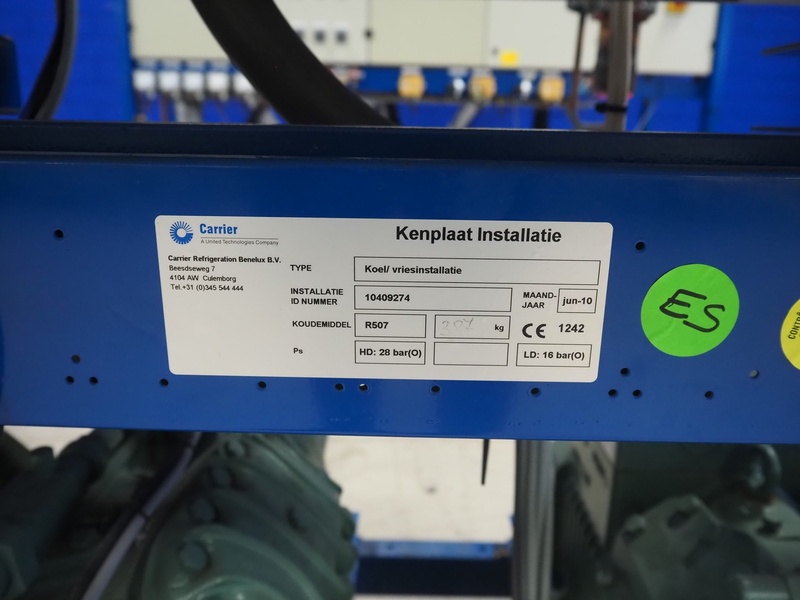 Carrier
A United Technologies Company
Kenplaat Installatie
Carrier Refrigeration Benelux B.V.
Beesdseweg 7
4104 AW Culemborg
Tel.+31 (0)345 544 444
TYPE Koel/ vriesinstallatie
INSTALLATIE ID NUMMER 10409274 MAAND-JAAR jun-10
KOUDEMIDDEL R507 kg CE 1242
Ps HD: 28 bar(O) LD: 16 bar(O)
ES